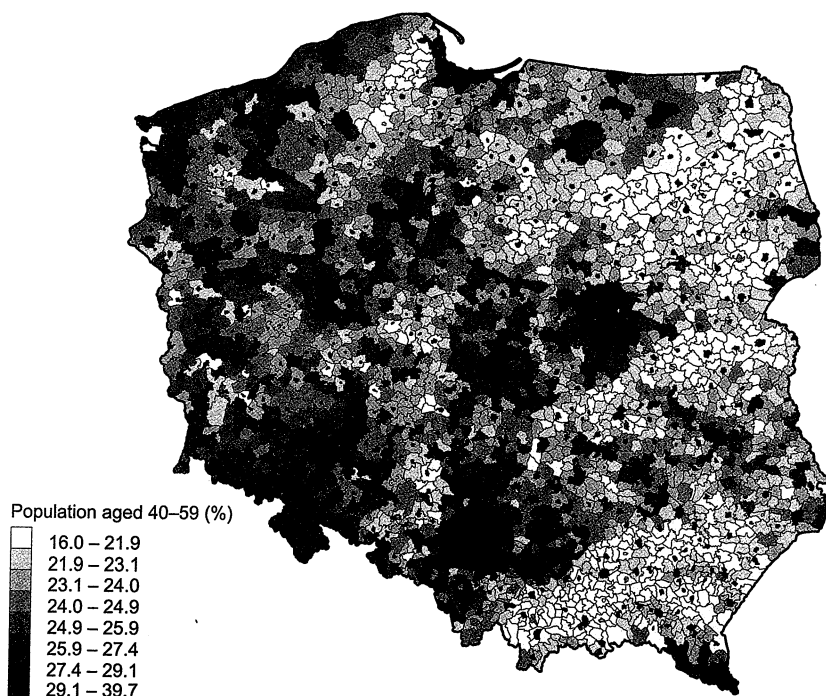 Population aged 40–59 (%)
16.0 – 21.9
21.9 – 23.1
23.1 – 24.0
24.0 – 24.9
24.9 – 25.9
25.9 – 27.4
27.4 – 29.1
29.1 – 39.7